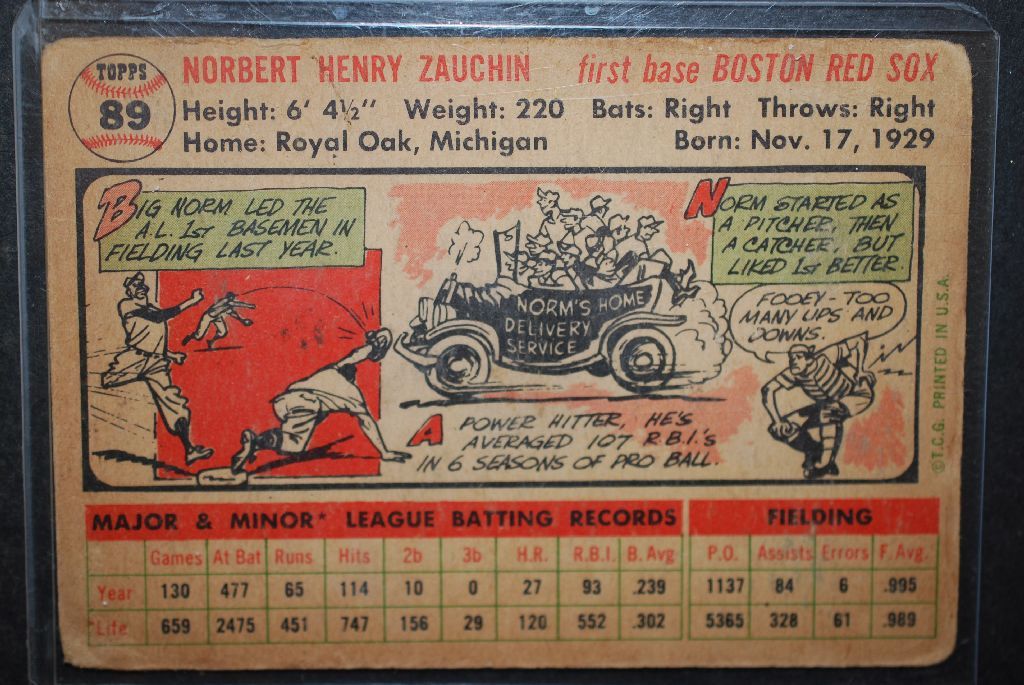 TOPPS
89
NORBERT HENRY ZAUCHIN first base BOSTON RED SOX
Height: 6' 4½" Weight: 220 Bats: Right Throws: Right
Home: Royal Oak, Michigan Born: Nov. 17, 1929
BIG NORM LED THE
A.L. 1ST BASEMEN IN
FIELDING LAST YEAR.
NORM'S HOME
DELIVERY
SERVICE
A POWER HITTER, HE'S
AVERAGED 107 R.B.I.'s
IN 6 SEASONS OF PRO BALL.
NORM STARTED AS
A PITCHER, THEN
A CATCHER, BUT
LIKED 1ST BETTER.
FOOEY - TOO
MANY UPS AND
DOWNS.
©T.C.G. PRINTED IN U.S.A.
MAJOR & MINOR* LEAGUE BATTING RECORDS FIELDING
Games At Bat Runs Hits 2b 3b H.R. R.B.I. B. Avg P.O. Assists Errors F. Avg.
Year 130 477 65 114 10 0 27 93 .239 1137 84 6 .995
Life 659 2475 451 747 156 29 120 552 .302 5365 328 61 .989